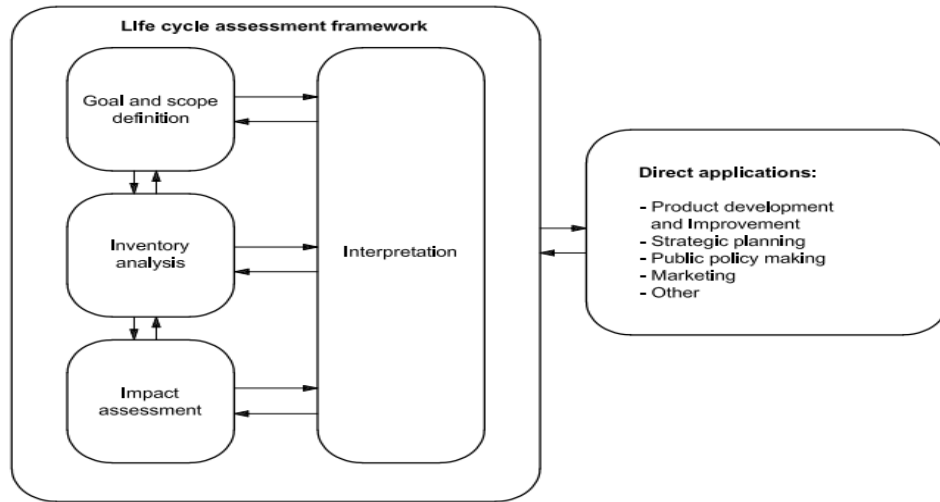 LIfe cycle assessment framework
Goal and scope
definition
Inventory
analysis
Impact
assessment
Interpretation
Direct applications:
- Product development
and Improvement
- Strategic planning
- Public policy making
- Marketing
- Other